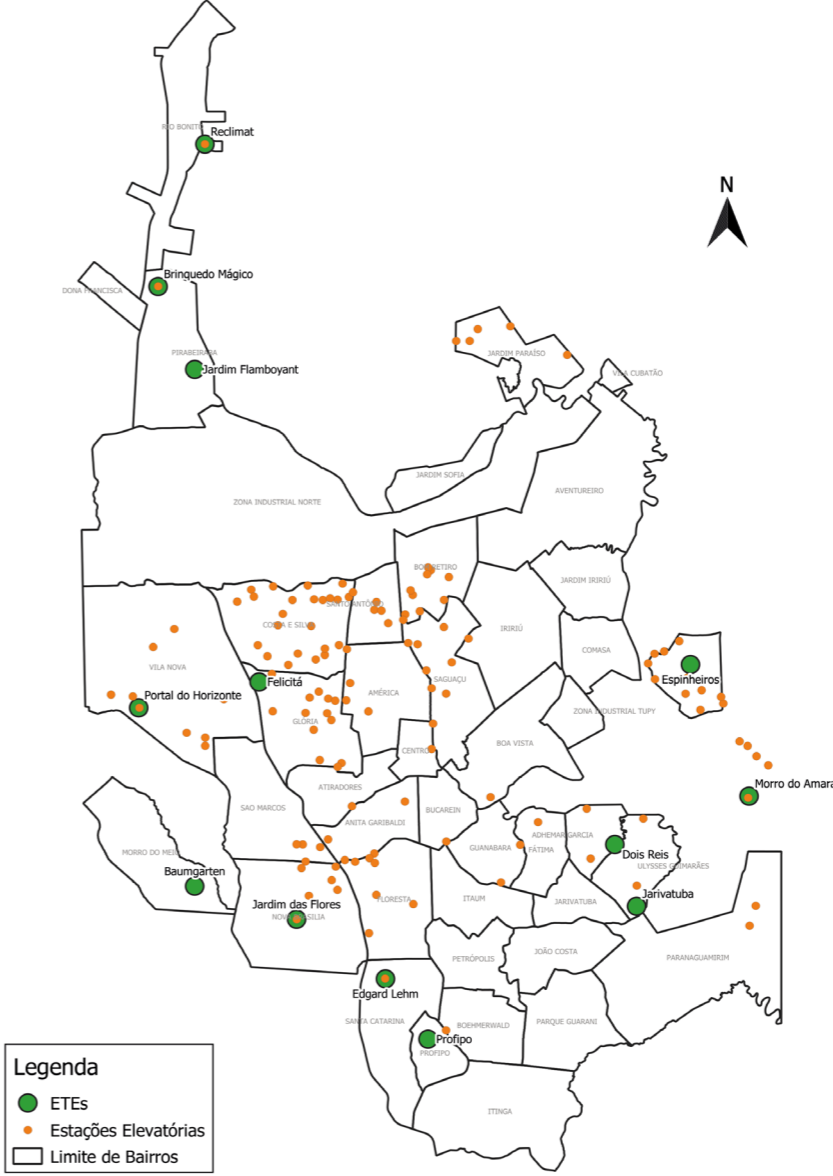 RIO BONITO
Reclimat
N
Brinquedo Mágico
DONA FRANCISCA
PIRABEIRABA
JARDIM PARAÍSO
Jardim Flamboyant
VILA CUBATÃO
JARDIM SOFIA
AVENTUREIRO
ZONA INDUSTRIAL NORTE
BOM RETIRO
JARDIM IRIRIÚ
SANTO ANTÔNIO
COSTA E SILVA
IRIRIÚ
COMASA
VILA NOVA
Felicitá
SAGUAÇU
Espinheiros
AMÉRICA
Portal do Horizonte
ZONA INDUSTRIAL TUPY
GLÓRIA
BOA VISTA
CENTRO
ATIRADORES
Morro do Amara
SAO MARCOS
BUCAREIN
ANITA GARIBALDI
ADHEMAR GARCIA
GUANABARA
FÁTIMA
MORRO DO MEIO
Dois Reis
ULYSSES GUIMARÃES
Baumgarten
Jarivatuba
FLORESTA
ITAUM
JARIVATUBA
Jardim das Flores
NOVA BRASILIA
JOÃO COSTA
PETRÓPOLIS
PARANAGUAMIRIM
Edgard Lehm
SANTA CATARINA
BOEHMERWALD
PARQUE GUARANI
Profipo
PROFIPO
ITINGA
Legenda
ETEs
Estações Elevatórias
Limite de Bairros